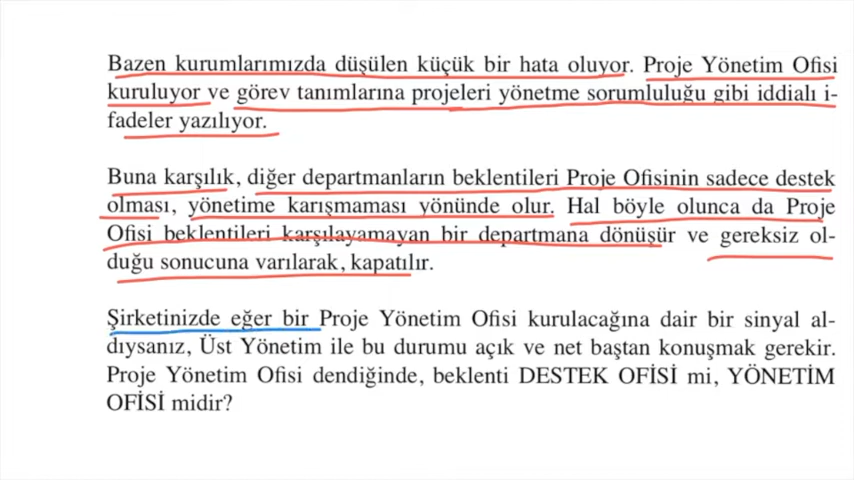 Bazen kurumlarımızda düşülen küçük bir hata oluyor. Proje Yönetim Ofisi
kuruluyor ve görev tanımlarına projeleri yönetme sorumluluğu gibi iddialı i-
fadeler yazılıyor.
Buna karşılık, diğer departmanların beklentileri Proje Ofisinin sadece destek
olması, yönetime karışmaması yönünde olur. Hal böyle olunca da Proje
Ofisi beklentileri karşılayamayan bir departmana dönüşür ve gereksiz ol-
duğu sonucuna varılarak, kapatılır.
Şirketinizde eğer bir Proje Yönetim Ofisi kurulacağına dair bir sinyal al-
dıysanız, Üst Yönetim ile bu durumu açık ve net baştan konuşmak gerekir.
Proje Yönetim Ofisi dendiğinde, beklenti DESTEK OFİSİ mi, YÖNETİM
OFİSİ midir?